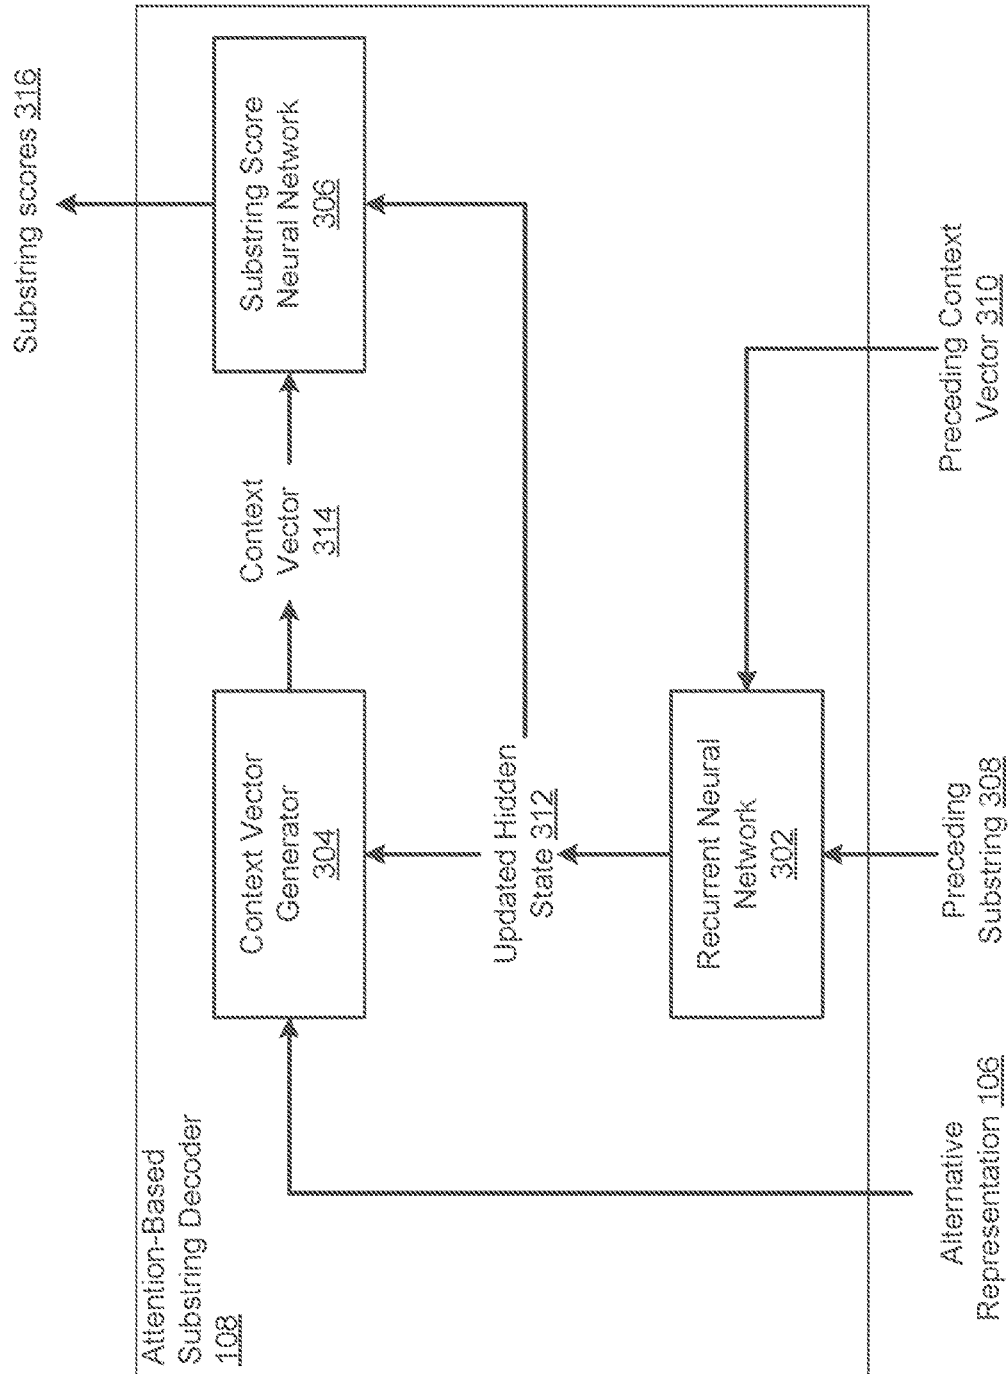 Substring scores 316
Attention-Based
Substring Decoder
108
Context Vector
Generator
304
Context
Vector
314
Substring Score
Neural Network
306
Updated Hidden
State 312
Recurrent Neural
Network
302
Alternative
Representation 106
Preceding
Substring 308
Preceding Context
Vector 310